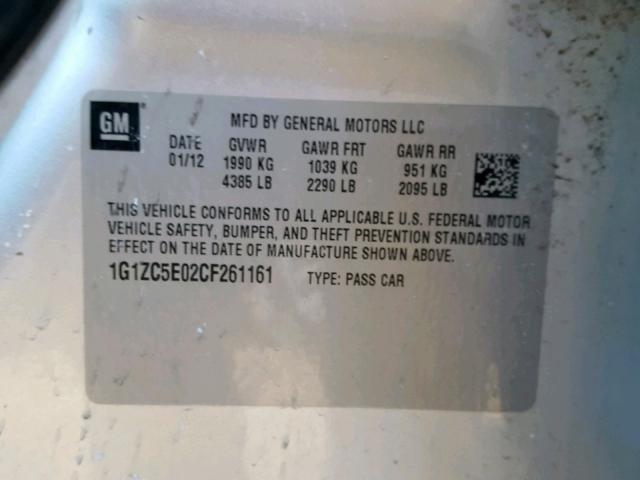 GM
MFD BY GENERAL MOTORS LLC
DATE GVWR GAWR FRT GAWR RR
01/12 1990 KG 1039 KG 951 KG
4385 LB 2290 LB 2095 LB
THIS VEHICLE CONFORMS TO ALL APPLICABLE U.S. FEDERAL MOTOR
VEHICLE SAFETY, BUMPER, AND THEFT PREVENTION STANDARDS IN
EFFECT ON THE DATE OF MANUFACTURE SHOWN ABOVE.
1G1ZC5E02CF261161 TYPE: PASS CAR